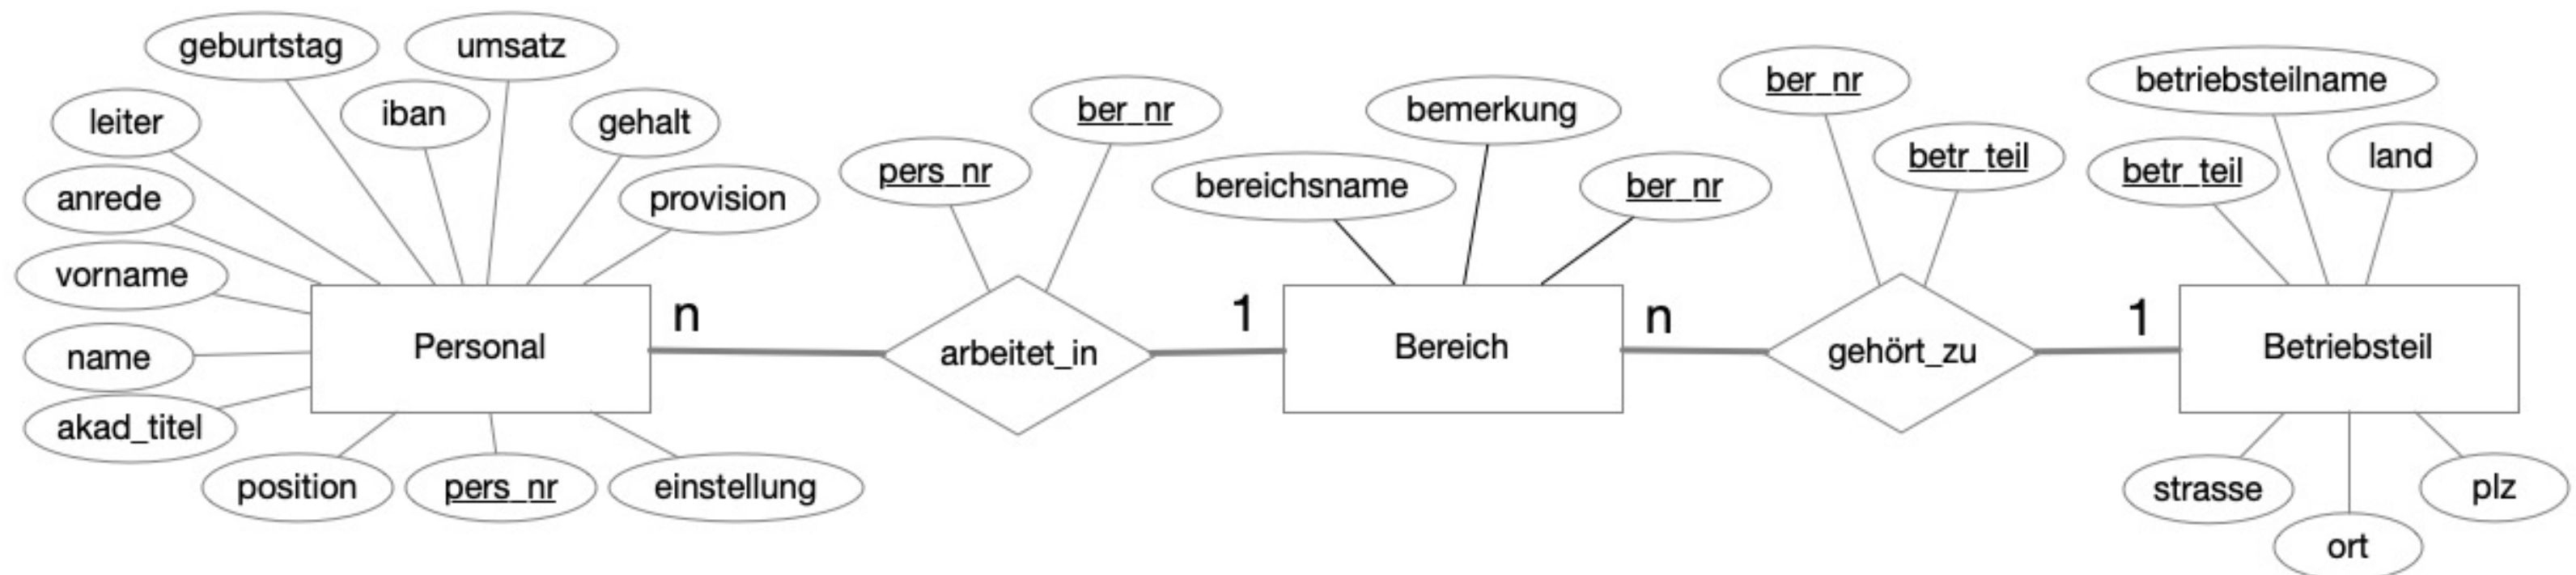 geburtstag
umsatz
leiter
iban
gehalt
anrede
provision
vorname
name
akad_titel
position
pers_nr
einstellung
Personal
n
pers_nr
ber_nr
arbeitet_in
1
bereichsname
bemerkung
ber_nr
Bereich
n
ber_nr
betr_teil
gehört_zu
1
betriebsteilname
betr_teil
land
Betriebsteil
strasse
ort
plz